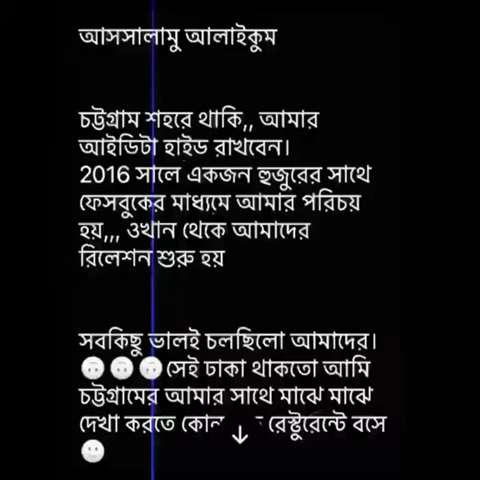 আসসালামু আলাইকুম
চট্টগ্রাম শহরে থাকি,, আমার
আইডিটা হাইড রাখবেন।
2016 সালে একজন হুজুরের সাথে
ফেসবুকের মাধ্যমে আমার পরিচয়
হয়,,, ওখান থেকে আমাদের
রিলেশন শুরু হয়
সবকিছু ভালই চলছিলো আমাদের।
🙃🙃🙃সেই ঢাকা থাকতো আমি
চট্টগ্রামের আমার সাথে মাঝে মাঝে
দেখা করতে রেস্টুরেন্টে বসে
🙃